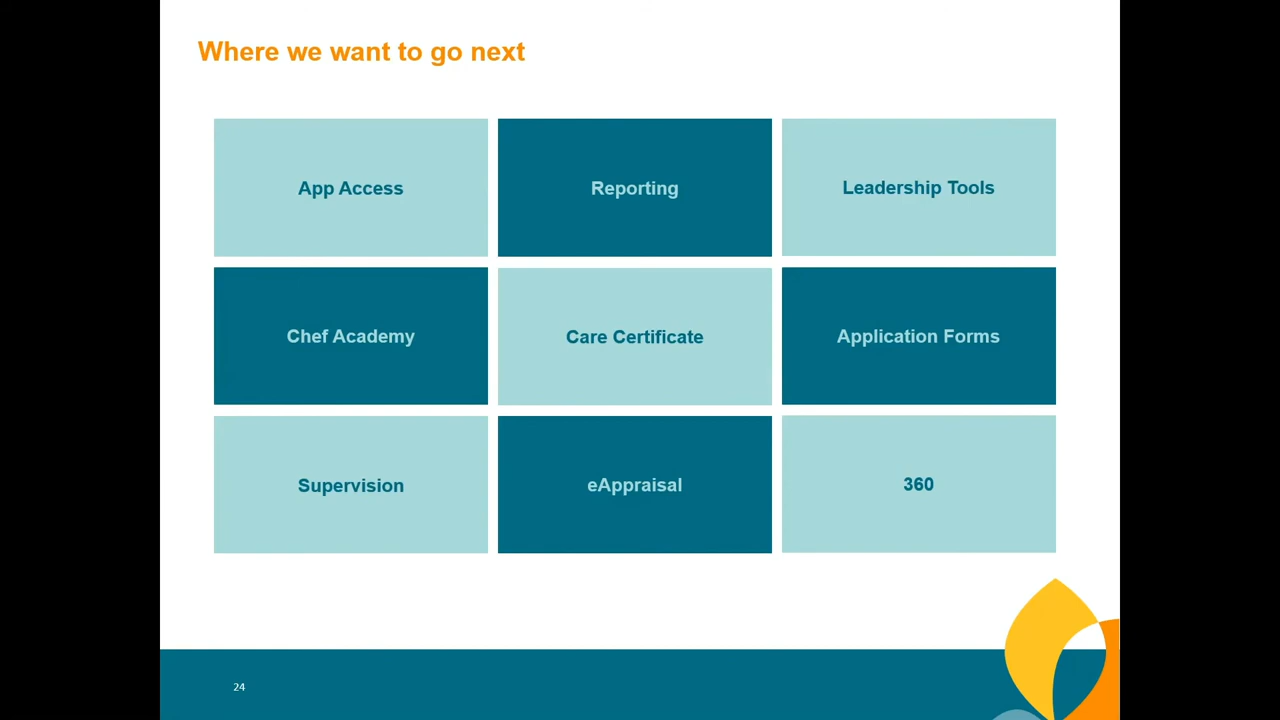 Where we want to go next
App Access
Reporting
Leadership Tools
Chef Academy
Care Certificate
Application Forms
Supervision
eAppraisal
360
24